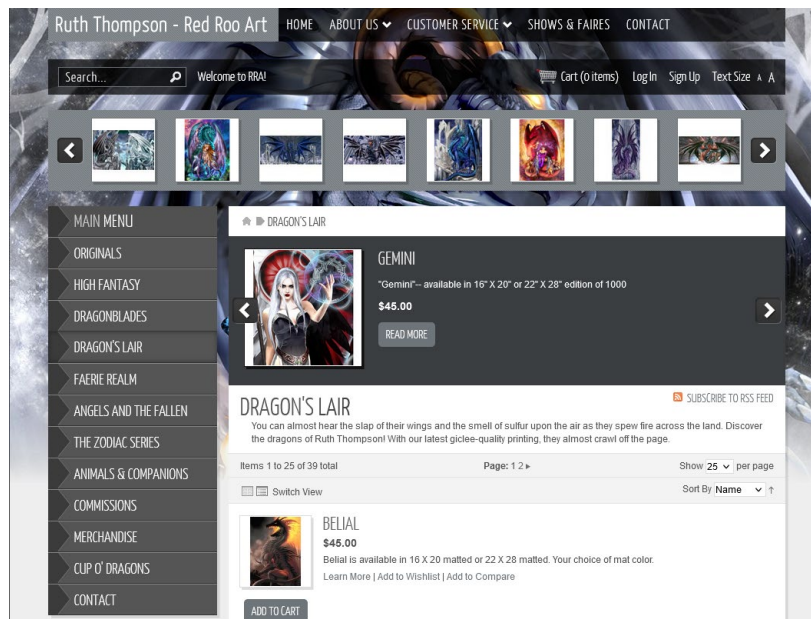 Ruth Thompson - Red Roo Art
HOME ABOUT US CUSTOMER SERVICE SHOWS & FAIRES CONTACT
Search... Welcome to RRA! Cart (0 items) Log In Sign Up Text Size A A
MAIN MENU
ORIGINALS
HIGH FANTASY
DRAGONBLADES
DRAGON'S LAIR
FAERIE REALM
ANGELS AND THE FALLEN
THE ZODIAC SERIES
ANIMALS & COMPANIONS
COMMISSIONS
MERCHANDISE
CUP O' DRAGONS
CONTACT
DRAGON'S LAIR
GEMINI
"Gemini"-- available in 16" X 20" or 22" X 28" edition of 1000
$45.00
READ MORE
DRAGON'S LAIR
SUBSCRIBE TO RSS FEED
You can almost hear the slap of their wings and the smell of sulfur upon the air as they spew fire across the land. Discover
the dragons of Ruth Thompson! With our latest giclee-quality printing, they almost crawl off the page.
Items 1 to 25 of 39 total Page: 1 2 Show 25 per page
Switch View Sort By Name
BELIAL
$45.00
Belial is available in 16 X 20 matted or 22 X 28 matted. Your choice of mat color.
Learn More | Add to Wishlist | Add to Compare
ADD TO CART